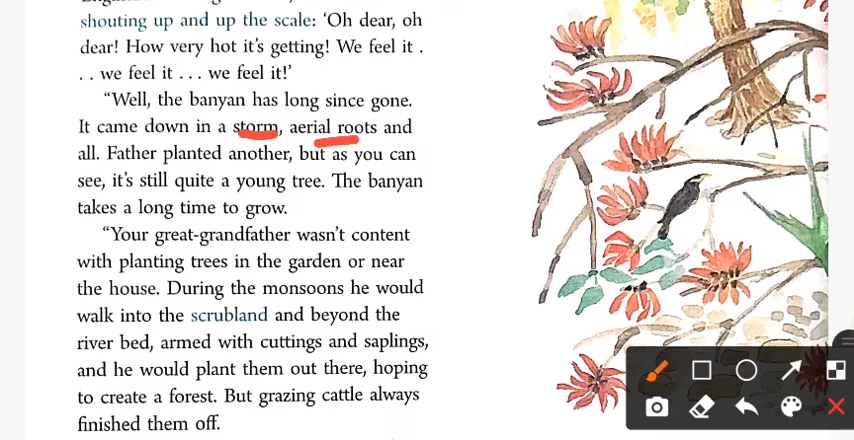 shouting up and up the scale: ‘Oh dear, oh
dear! How very hot it’s getting! We feel it .
. . we feel it . . . we feel it!’
“Well, the banyan has long since gone.
It came down in a storm, aerial roots and
all. Father planted another, but as you can
see, it’s still quite a young tree. The banyan
takes a long time to grow.
“Your great-grandfather wasn’t content
with planting trees in the garden or near
the house. During the monsoons he would
walk into the scrubland and beyond the
river bed, armed with cuttings and saplings,
and he would plant them out there, hoping
to create a forest. But grazing cattle always
finished them off.